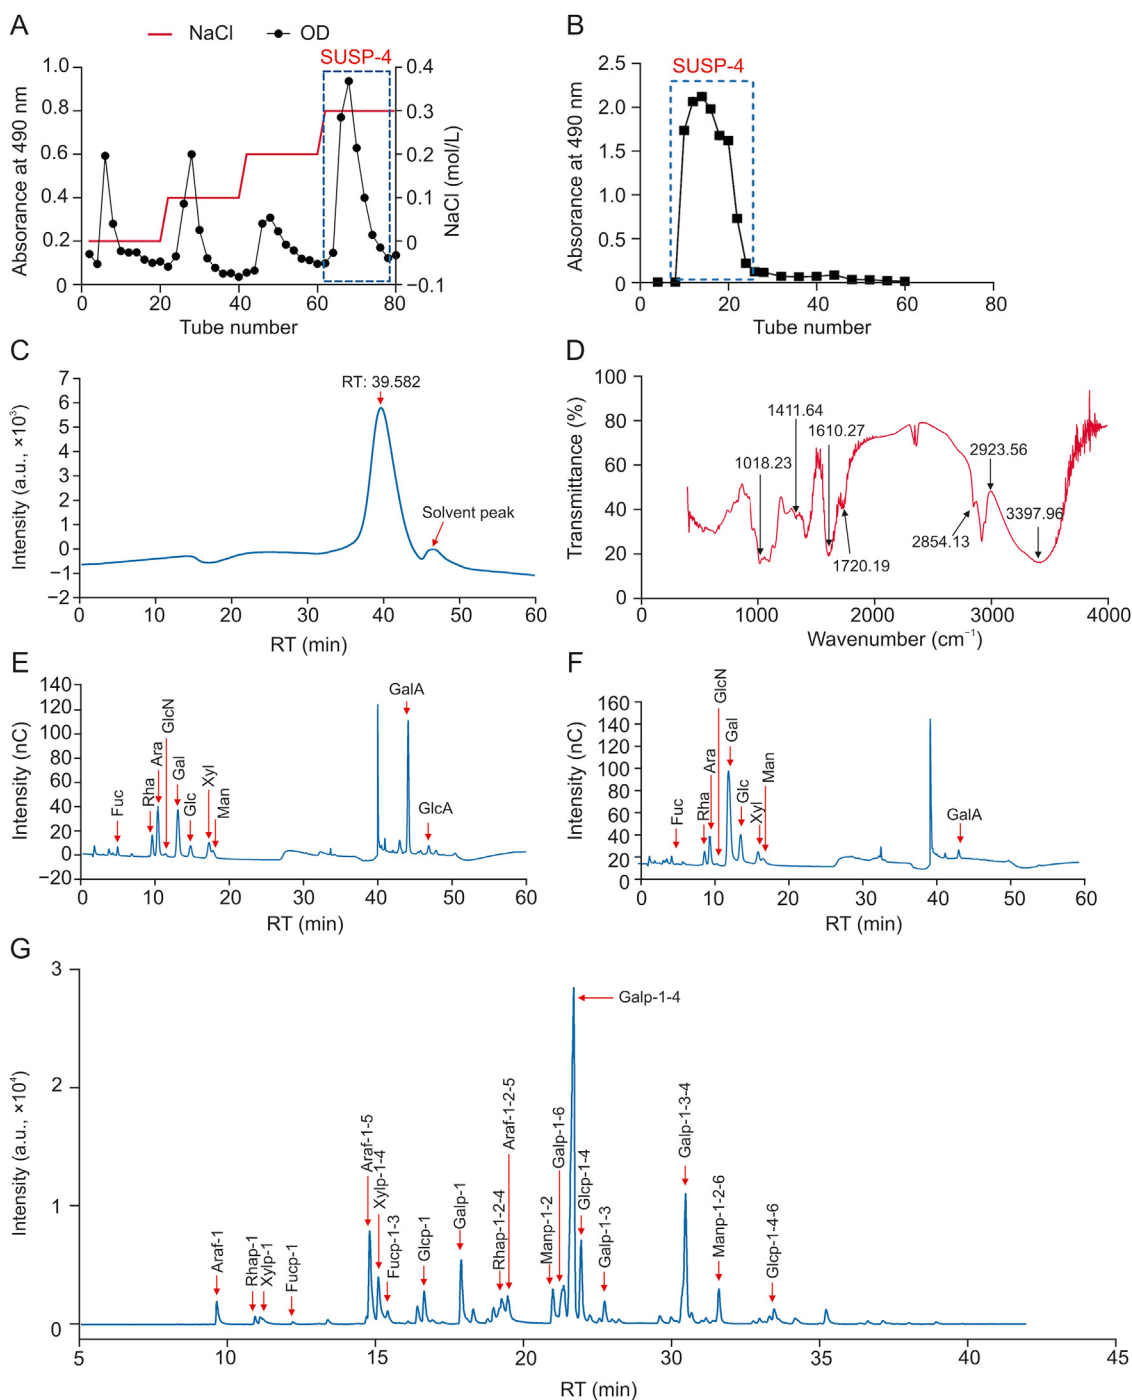 A
NaCl
OD
SUSP-4
Absorance at 490 nm
1.0
0.8
0.6
0.4
0.2
0
0.4
0.3
0.2
0.1
0
−0.1
NaCl (mol/L)
0 20 40 60 80
Tube number
B
SUSP-4
Absorance at 490 nm
2.5
2.0
1.5
1.0
0.5
0
0 20 40 60 80
Tube number
C
Intensity (a.u., ×10³)
7
6
5
4
3
2
1
0
−1
−2
RT: 39.582
Solvent peak
0 10 20 30 40 50 60
RT (min)
D
Transmittance (%)
100
80
60
40
20
0
1411.64
1610.27
1018.23
1720.19
2923.56
3397.96
2854.13
0 1000 2000 3000 4000
Wavenumber (cm⁻¹)
E
Intensity (nC)
140
120
100
80
60
40
20
0
−20
Fuc
Rha
Ara
GlcN
Gal
Glc
Xyl
Man
GalA
GlcA
0 10 20 30 40 50 60
RT (min)
F
Intensity (nC)
160
140
120
100
80
60
40
20
0
Fuc
Rha
Ara
GlcN
Gal
Glc
Xyl
Man
GalA
0 10 20 30 40 50 60
RT (min)
G
Intensity (a.u., ×10⁴)
3
2
1
0
Araf-1
Rhap-1
Xylp-1
Fucp-1
Araf-1-5
Xylp-1-4
Fucp-1-3
Glcp-1
Galp-1
Rhap-1-2-4
Araf-1-2-5
Manp-1-2
Galp-1-6
Galp-1-4
Glcp-1-4
Galp-1-3
Galp-1-3-4
Manp-1-2-6
Glcp-1-4-6
5 10 15 20 25 30 35 40 45
RT (min)